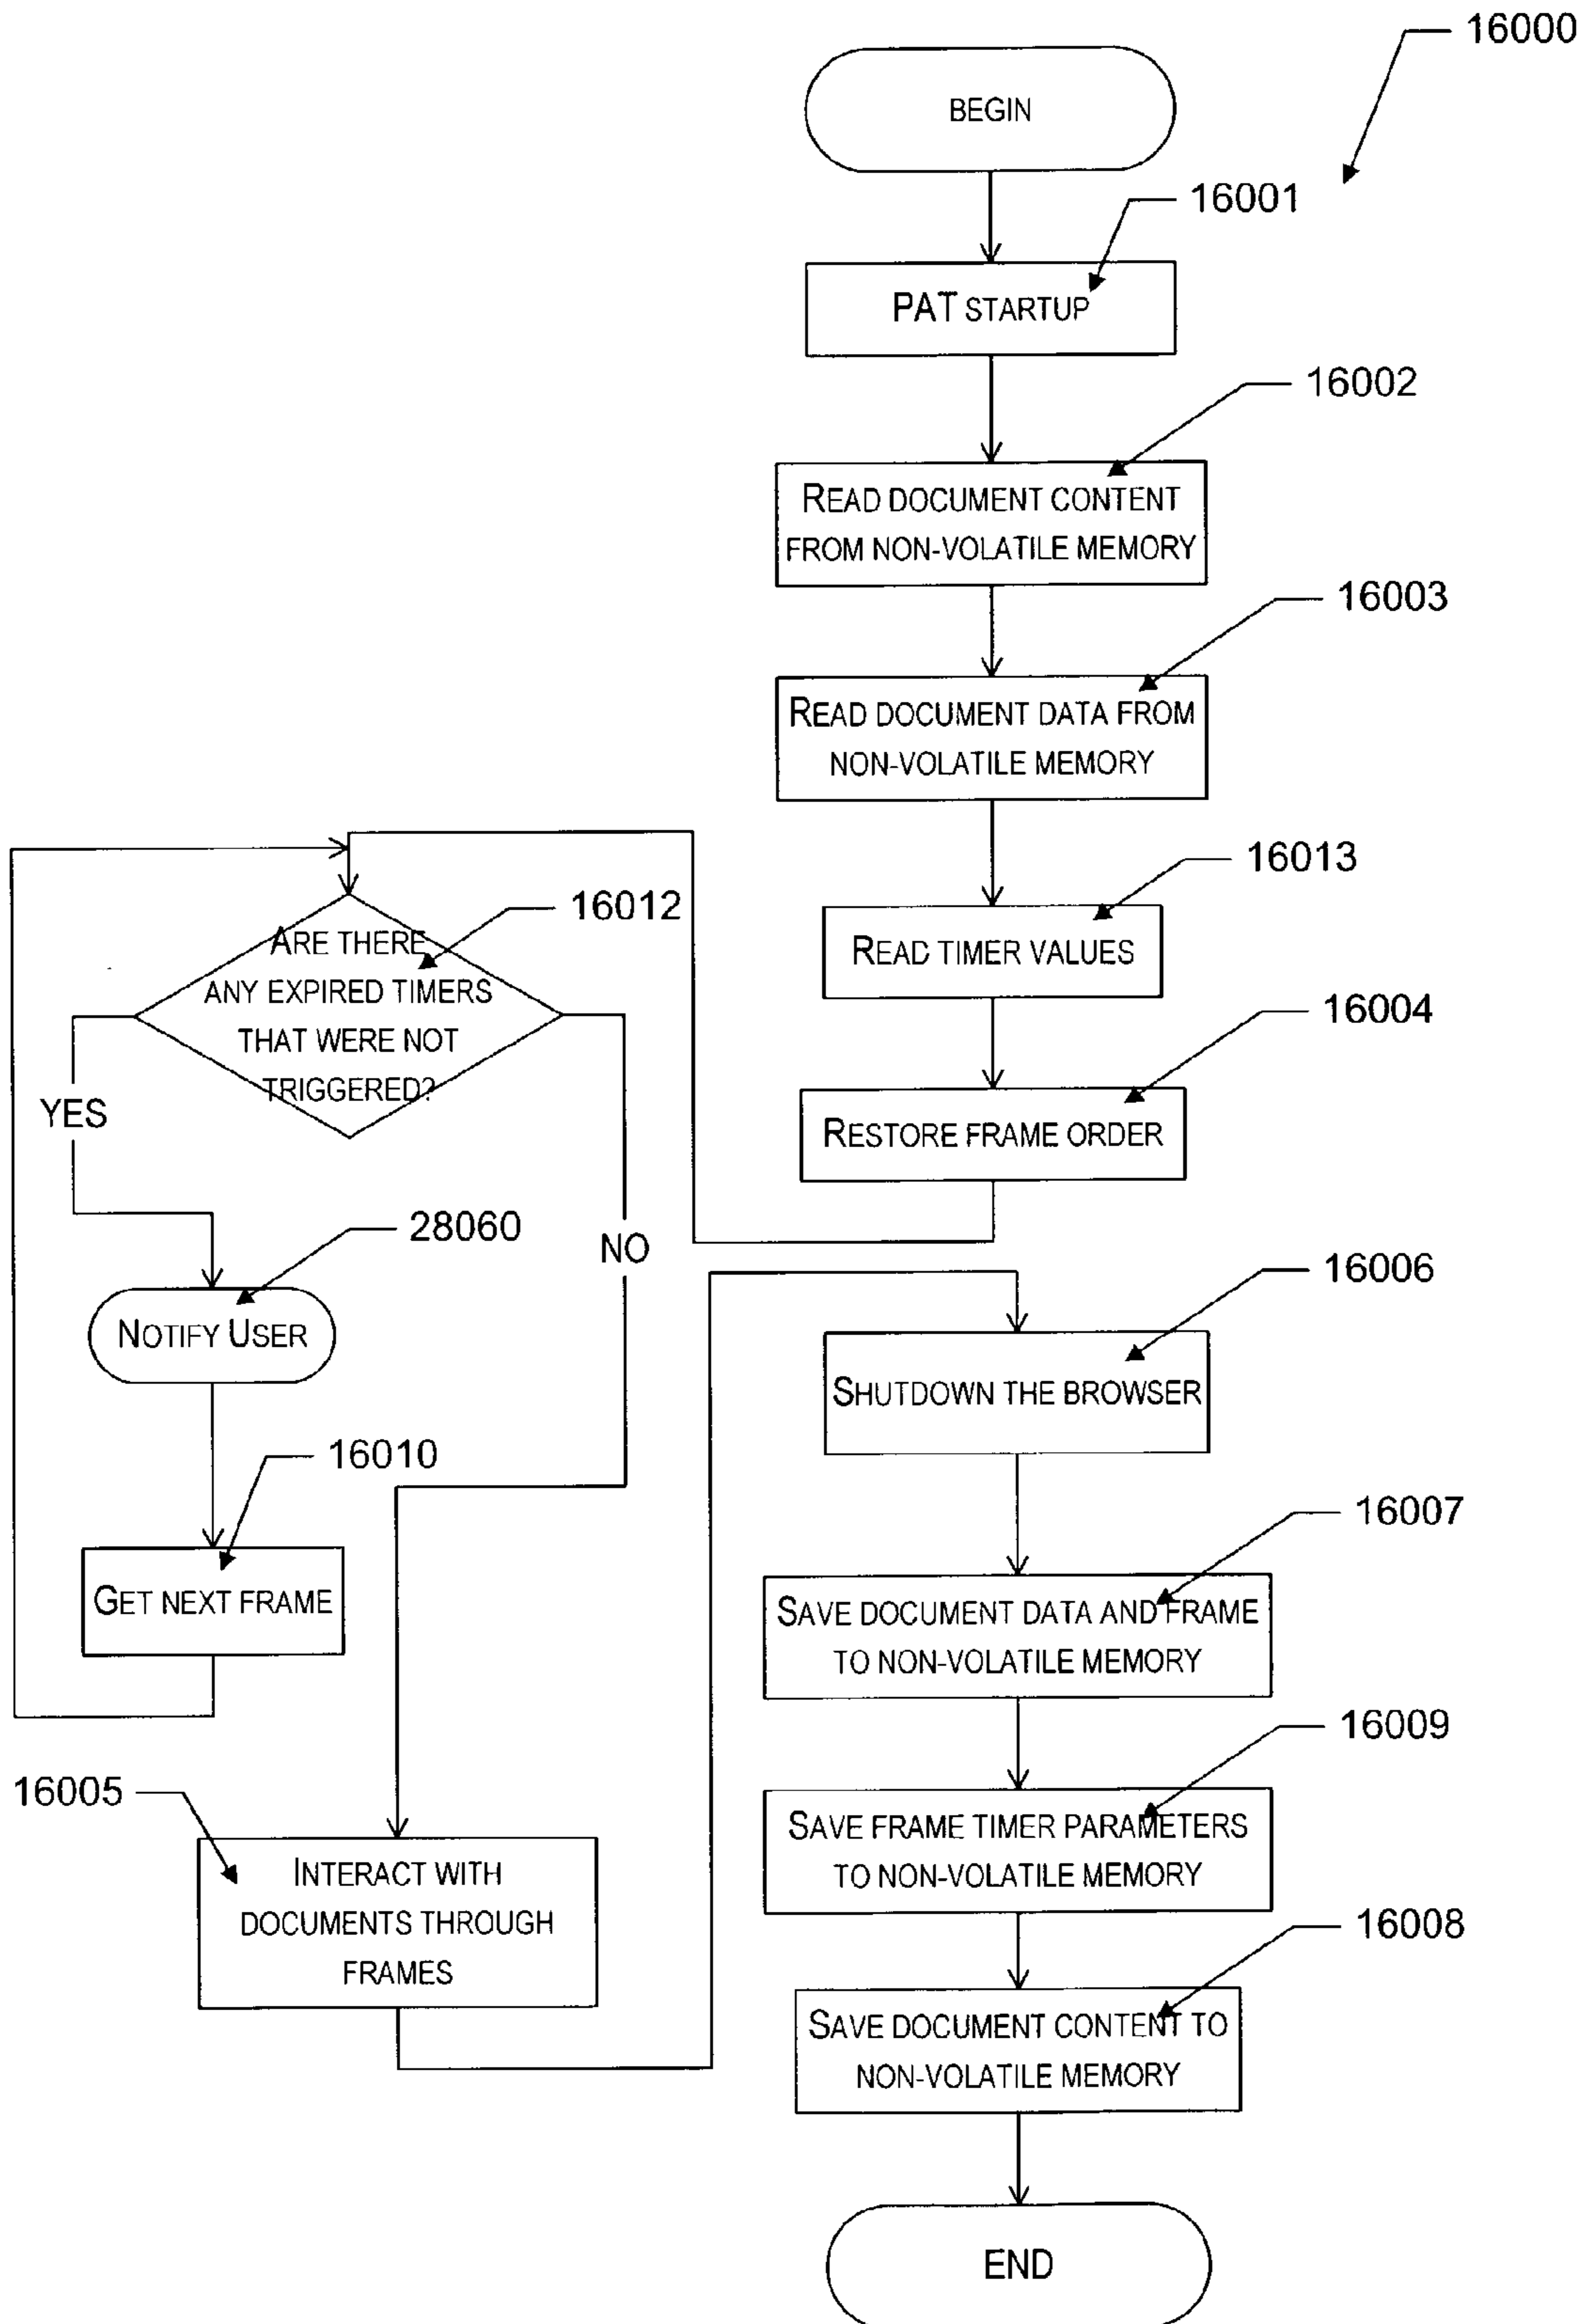 16000
BEGIN
16001
PAT STARTUP
16002
READ DOCUMENT CONTENT
FROM NON-VOLATILE MEMORY
16003
READ DOCUMENT DATA FROM
NON-VOLATILE MEMORY
16013
READ TIMER VALUES
16004
RESTORE FRAME ORDER
16012
ARE THERE
ANY EXPIRED TIMERS
THAT WERE NOT
TRIGGERED?
YES
NO
28060
NOTIFY USER
16010
GET NEXT FRAME
16005
INTERACT WITH
DOCUMENTS THROUGH
FRAMES
16006
SHUTDOWN THE BROWSER
16007
SAVE DOCUMENT DATA AND FRAME
TO NON-VOLATILE MEMORY
16009
SAVE FRAME TIMER PARAMETERS
TO NON-VOLATILE MEMORY
16008
SAVE DOCUMENT CONTENT TO
NON-VOLATILE MEMORY
END